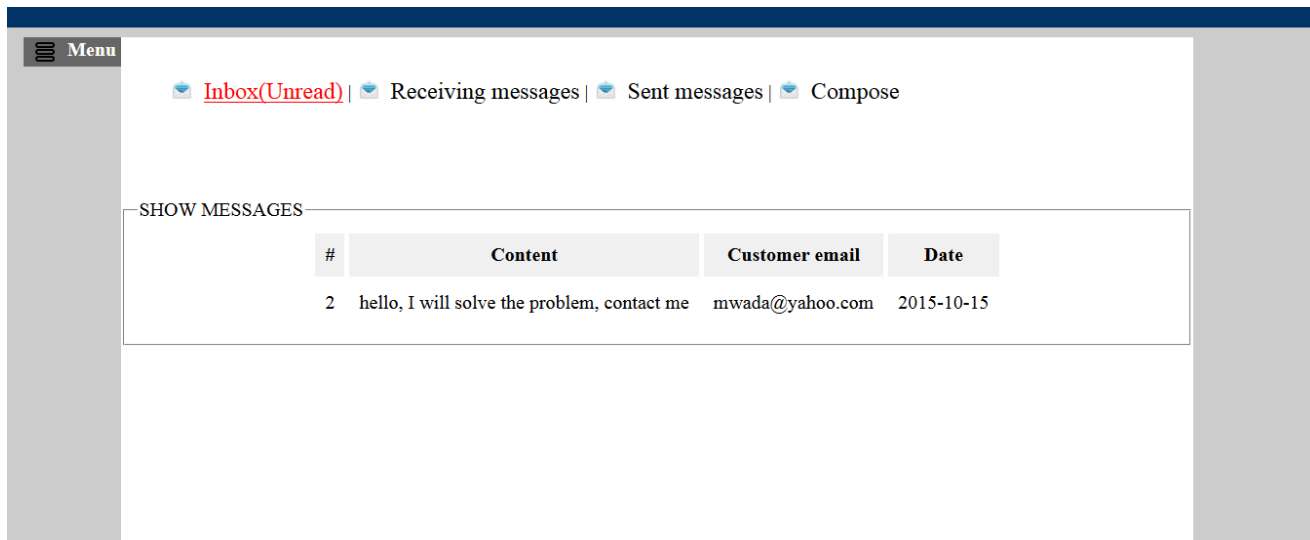 Menu
Inbox(Unread) | Receiving messages | Sent messages | Compose
SHOW MESSAGES
# Content Customer email Date
2 hello, I will solve the problem, contact me mwada@yahoo.com 2015-10-15